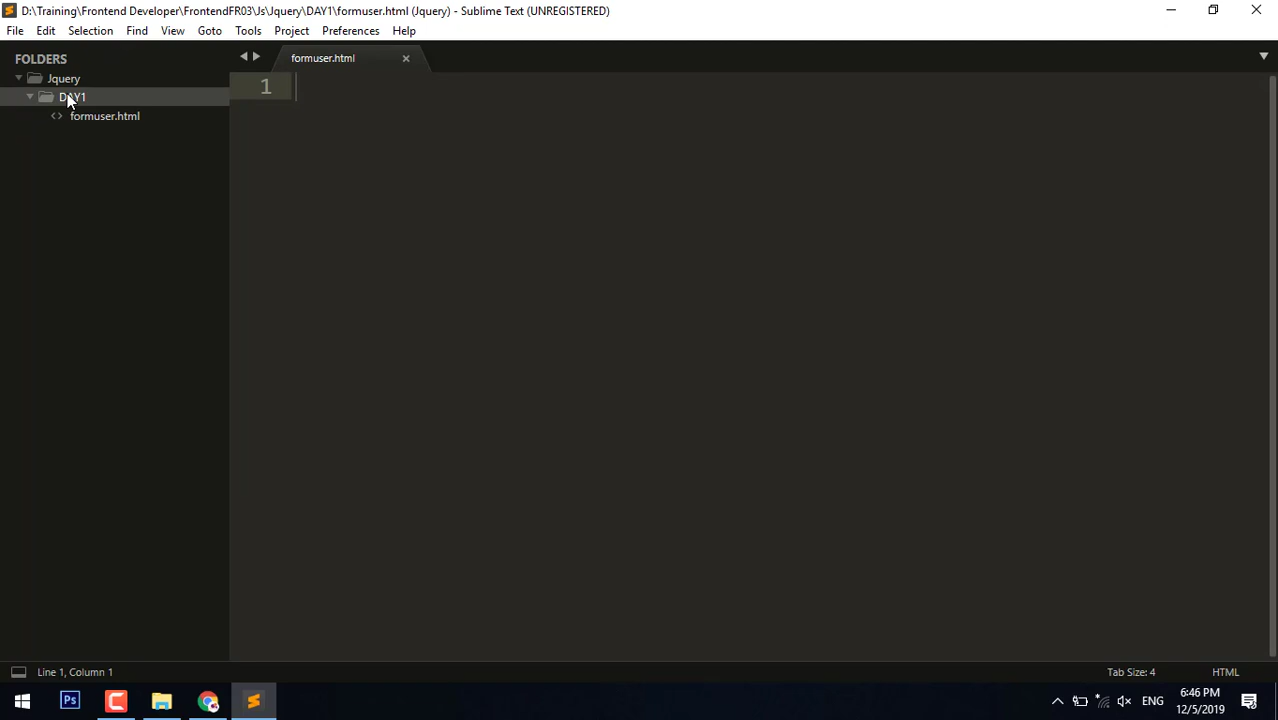 D:\Training\Frontend Developer\FrontendFR03\Js\Jquery\DAY1\formuser.html (Jquery) - Sublime Text (UNREGISTERED)
File Edit Selection Find View Goto Tools Project Preferences Help
FOLDERS
Jquery
DAY1
formuser.html
formuser.html
1
Line 1, Column 1
Tab Size: 4
HTML
Ps
ENG
6:46 PM
12/5/2019